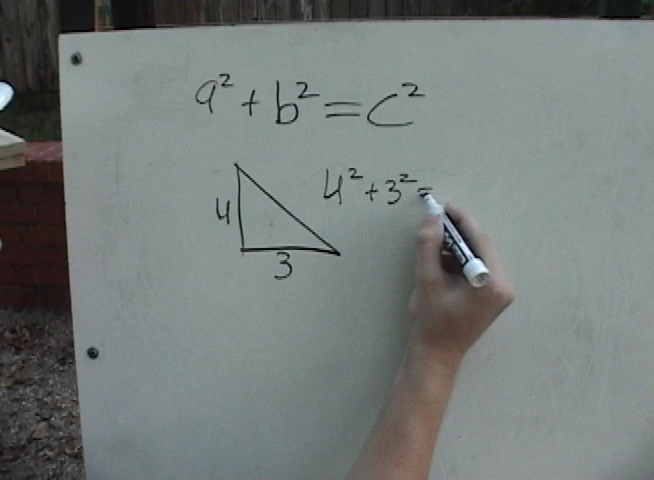 a² + b² = c²
4² + 3² =
4
3